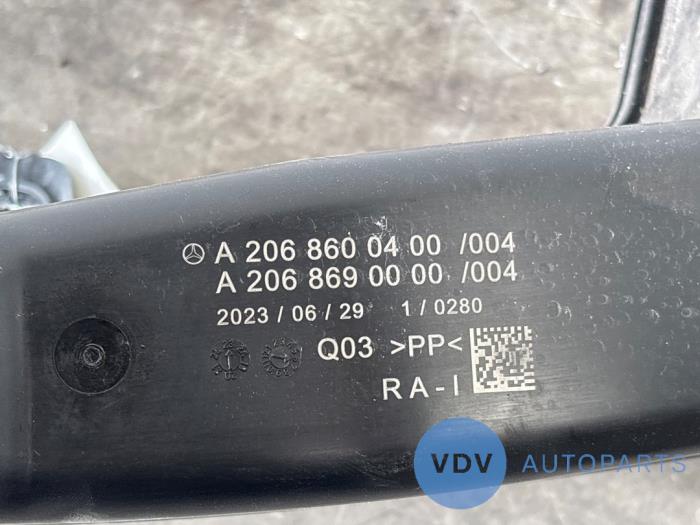 A 206 860 04 00 /004
A 206 869 00 00 /004
2023 / 06 / 29 1 / 0280
Q03 >PP<
RA-I
VDV AUTOPARTS